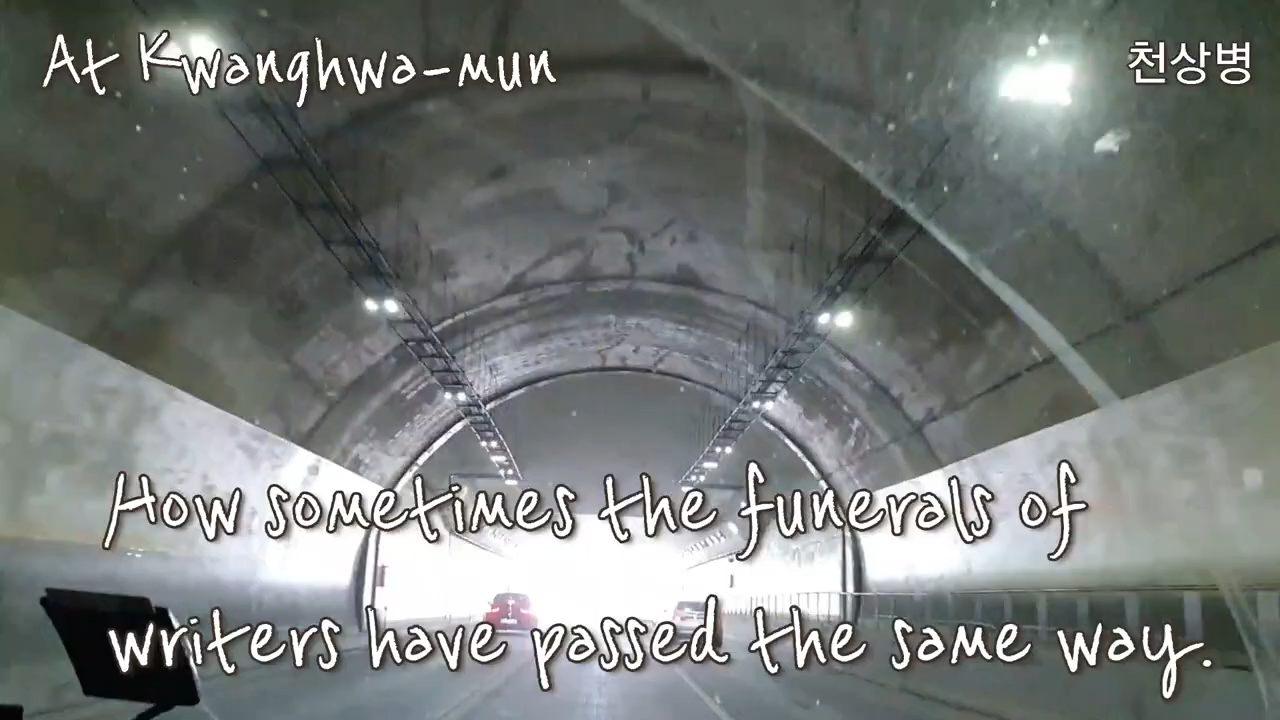 At Kwanghwa-mun
천상병
How sometimes the funerals of
writers have passed the same way.